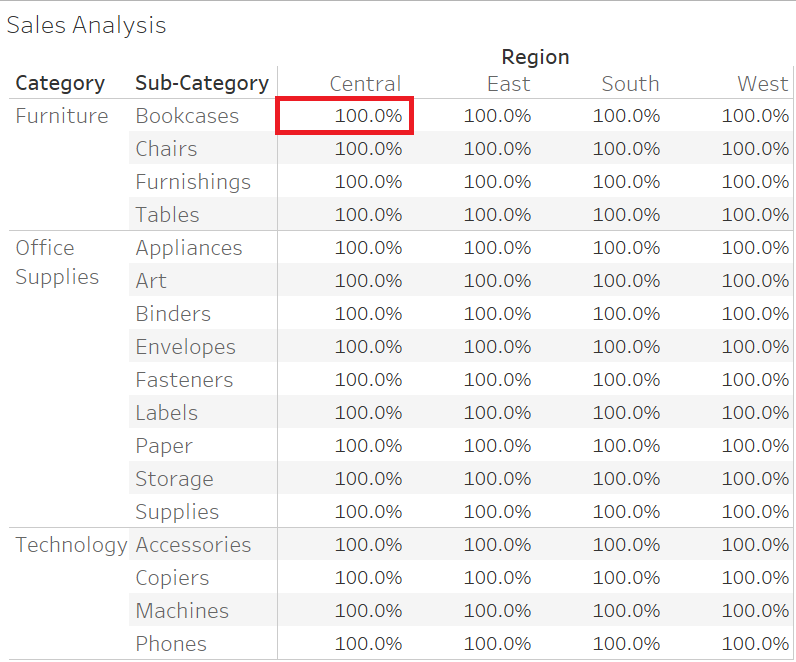 Sales Analysis
Region
Category Sub-Category Central East South West
Furniture Bookcases 100.0% 100.0% 100.0% 100.0%
Chairs 100.0% 100.0% 100.0% 100.0%
Furnishings 100.0% 100.0% 100.0% 100.0%
Tables 100.0% 100.0% 100.0% 100.0%
Office Appliances 100.0% 100.0% 100.0% 100.0%
Supplies Art 100.0% 100.0% 100.0% 100.0%
Binders 100.0% 100.0% 100.0% 100.0%
Envelopes 100.0% 100.0% 100.0% 100.0%
Fasteners 100.0% 100.0% 100.0% 100.0%
Labels 100.0% 100.0% 100.0% 100.0%
Paper 100.0% 100.0% 100.0% 100.0%
Storage 100.0% 100.0% 100.0% 100.0%
Supplies 100.0% 100.0% 100.0% 100.0%
Technology Accessories 100.0% 100.0% 100.0% 100.0%
Copiers 100.0% 100.0% 100.0% 100.0%
Machines 100.0% 100.0% 100.0% 100.0%
Phones 100.0% 100.0% 100.0% 100.0%